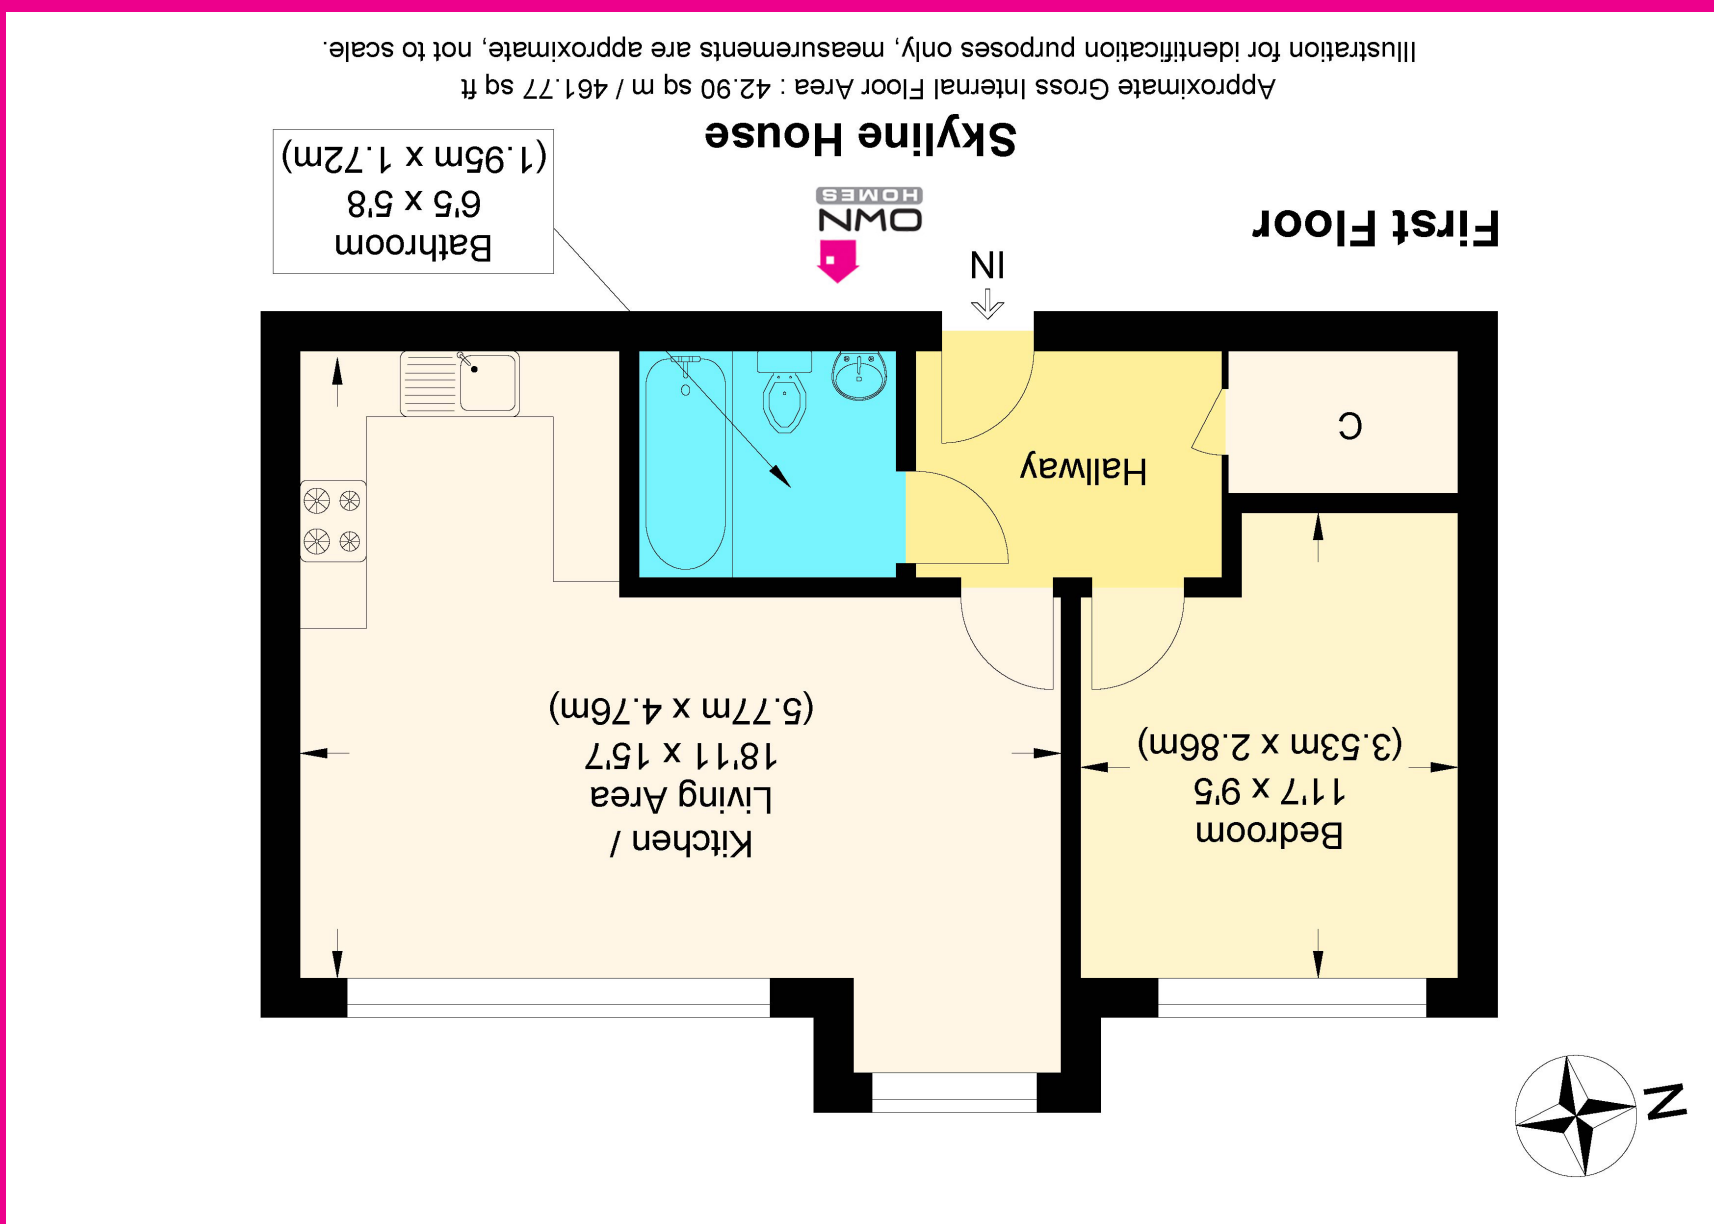 N
Bedroom
11'7 x 9'5
(3.53m x 2.86m)
Kitchen /
Living Area
18'11 x 15'7
(5.77m x 4.76m)
Hallway
C
IN
First Floor
Bathroom
6'5 x 5'8
(1.95m x 1.72m)
OWN
HOMES
Skyline House
Approximate Gross Internal Floor Area : 42.90 sq m / 461.77 sq ft
Illustration for identification purposes only, measurements are approximate, not to scale.